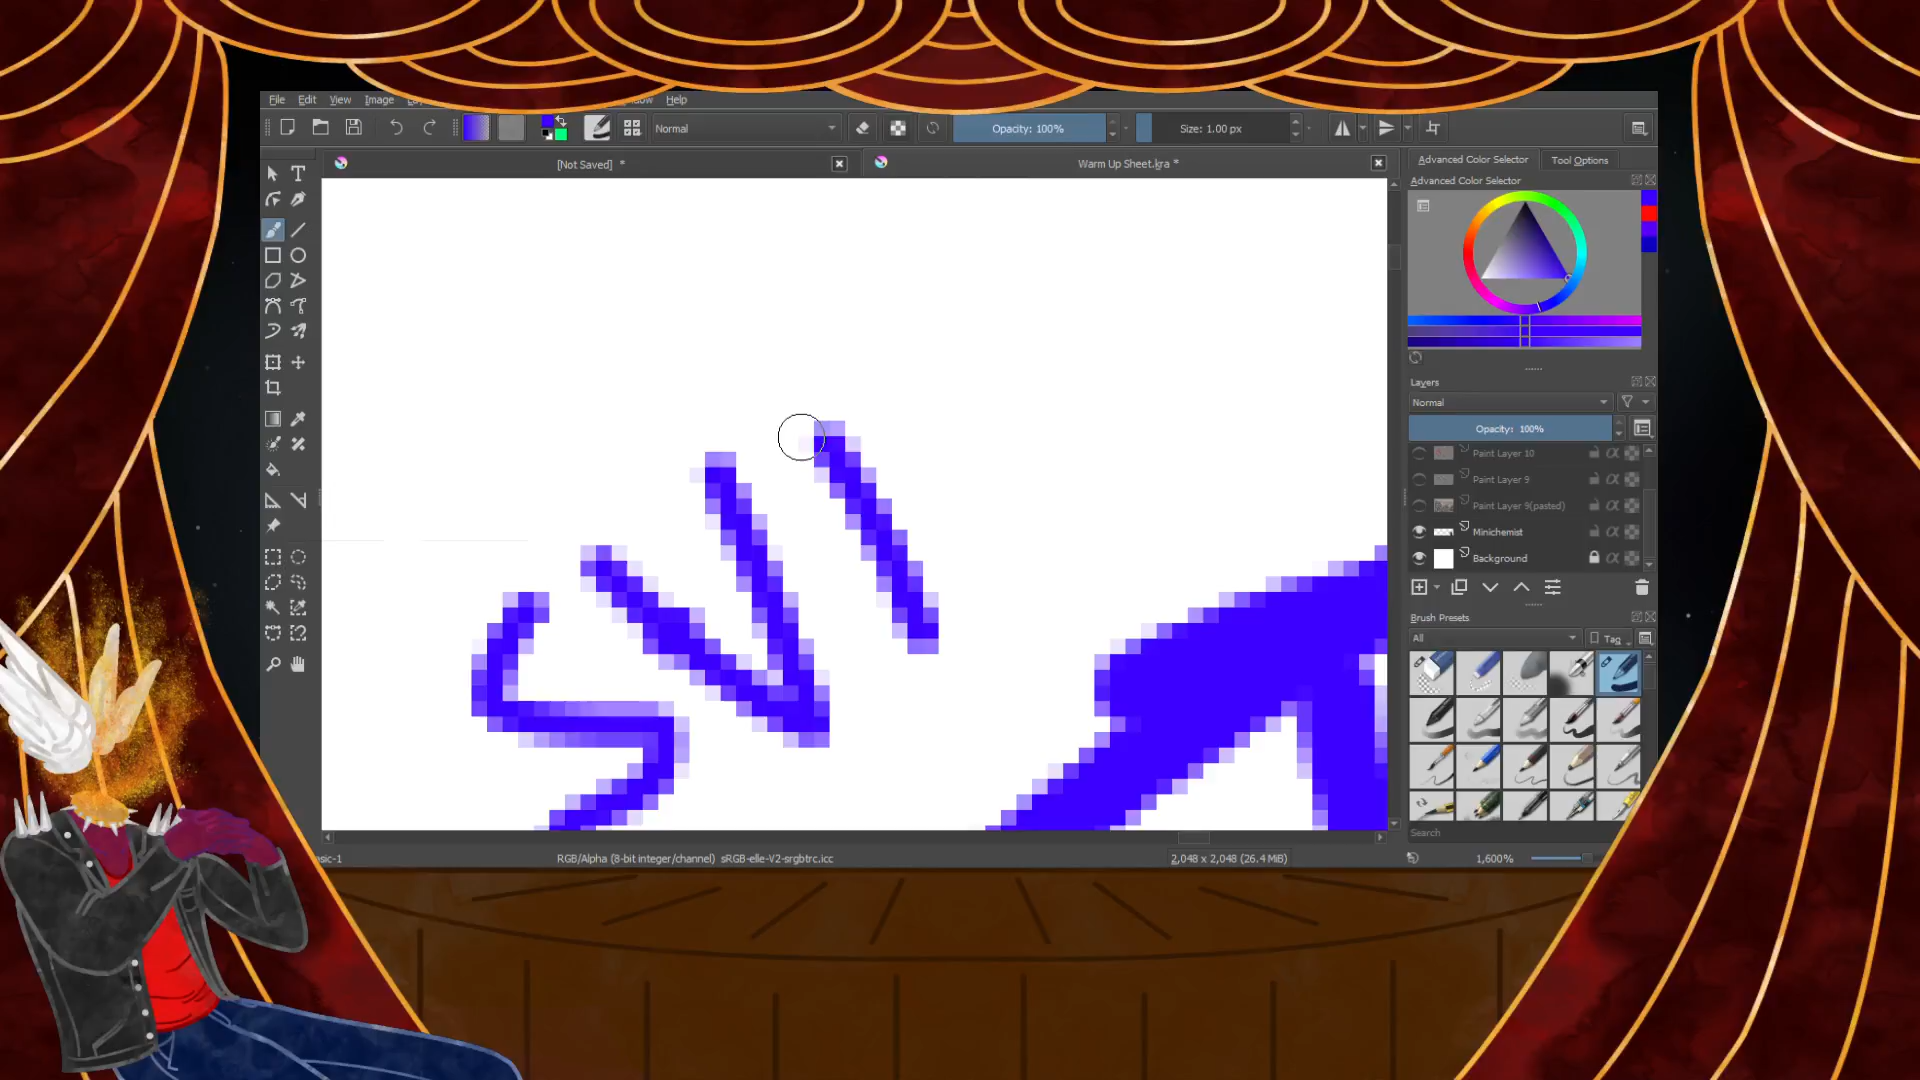 File Edit View Image Help
Normal
Opacity: 100%
Size: 1.00 px
[Not Saved] *
Warm Up Sheet.kra *
Advanced Color Selector
Tool Options
Advanced Color Selector
Layers
Normal
Opacity: 100%
Paint Layer 10
Paint Layer 9
Paint Layer 9(pasted)
Minichemist
Background
Brush Presets
All
Tag
Search
RGB/Alpha (8-bit integer/channel) sRGB-elle-V2-srgbtrc.icc
2,048 x 2,048 (26.4 MiB)
1,600%